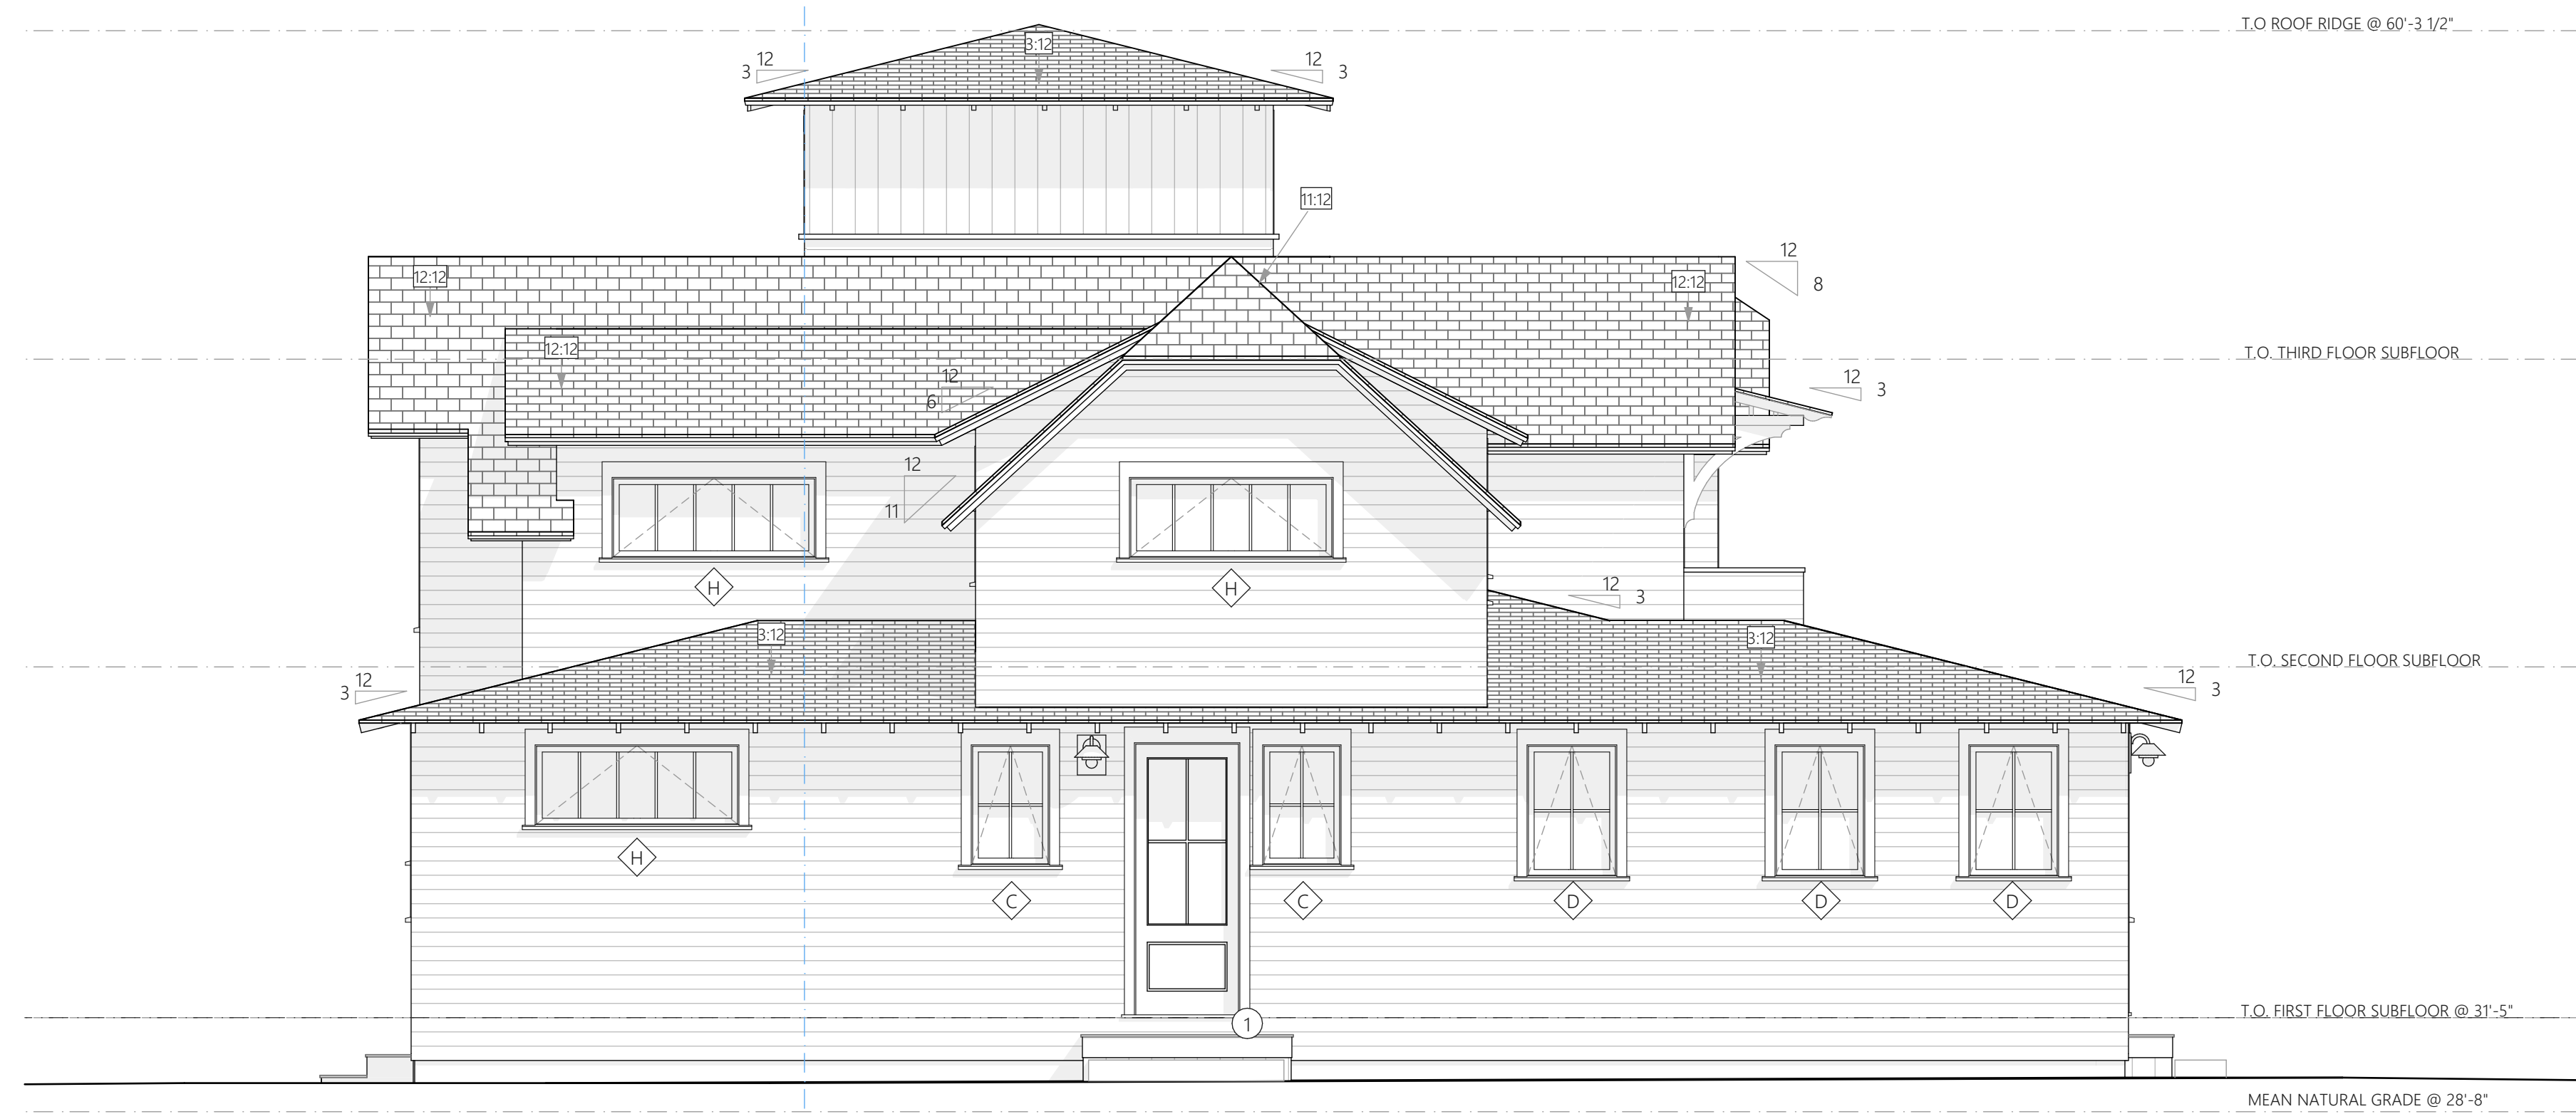 T.O ROOF RIDGE @ 60'-3 1/2"
3:12
12
3
12
3
11:12
12:12
12:12
12
8
12:12
T.O. THIRD FLOOR SUBFLOOR
12
6
12
3
12
11
H
H
12
3
3:12
3:12
T.O. SECOND FLOOR SUBFLOOR
12
3
12
3
H
C
C
D
D
D
1
T.O. FIRST FLOOR SUBFLOOR @ 31'-5"
MEAN NATURAL GRADE @ 28'-8"